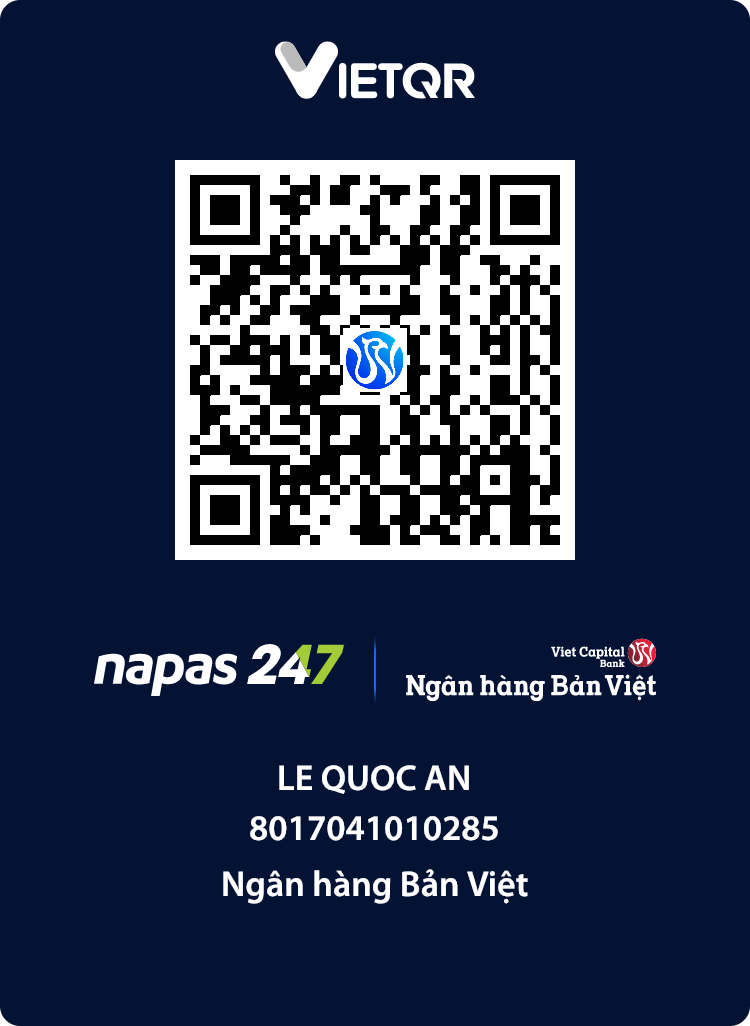 VIETQR
napas 247
Viet Capital
Bank
Ngân hàng Bản Việt
LE QUOC AN
8017041010285
Ngân hàng Bản Việt